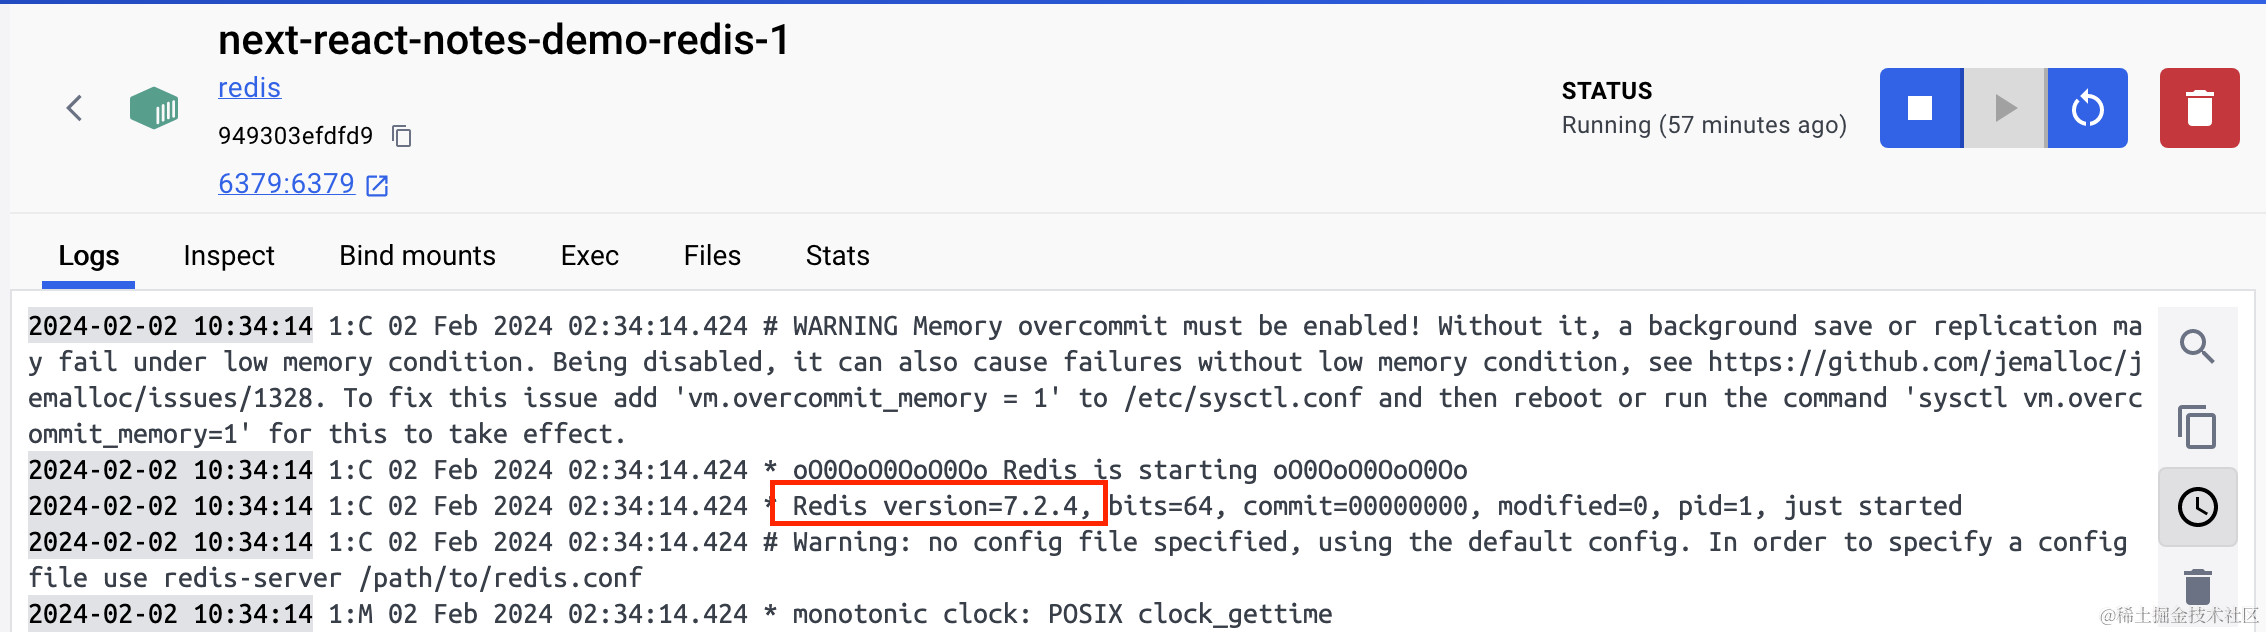 next-react-notes-demo-redis-1
redis
949303efdfd9
6379:6379
STATUS
Running (57 minutes ago)
Logs Inspect Bind mounts Exec Files Stats
2024-02-02 10:34:14 1:C 02 Feb 2024 02:34:14.424 # WARNING Memory overcommit must be enabled! Without it, a background save or replication ma
y fail under low memory condition. Being disabled, it can also cause failures without low memory condition, see https://github.com/jemalloc/j
emalloc/issues/1328. To fix this issue add 'vm.overcommit_memory = 1' to /etc/sysctl.conf and then reboot or run the command 'sysctl vm.overc
ommit_memory=1' for this to take effect.
2024-02-02 10:34:14 1:C 02 Feb 2024 02:34:14.424 * oO0OoO0OoO0Oo Redis is starting oO0OoO0OoO0Oo
2024-02-02 10:34:14 1:C 02 Feb 2024 02:34:14.424 * Redis version=7.2.4, bits=64, commit=00000000, modified=0, pid=1, just started
2024-02-02 10:34:14 1:C 02 Feb 2024 02:34:14.424 # Warning: no config file specified, using the default config. In order to specify a config
file use redis-server /path/to/redis.conf
2024-02-02 10:34:14 1:M 02 Feb 2024 02:34:14.424 * monotonic clock: POSIX clock_gettime
@稀土掘金技术社区